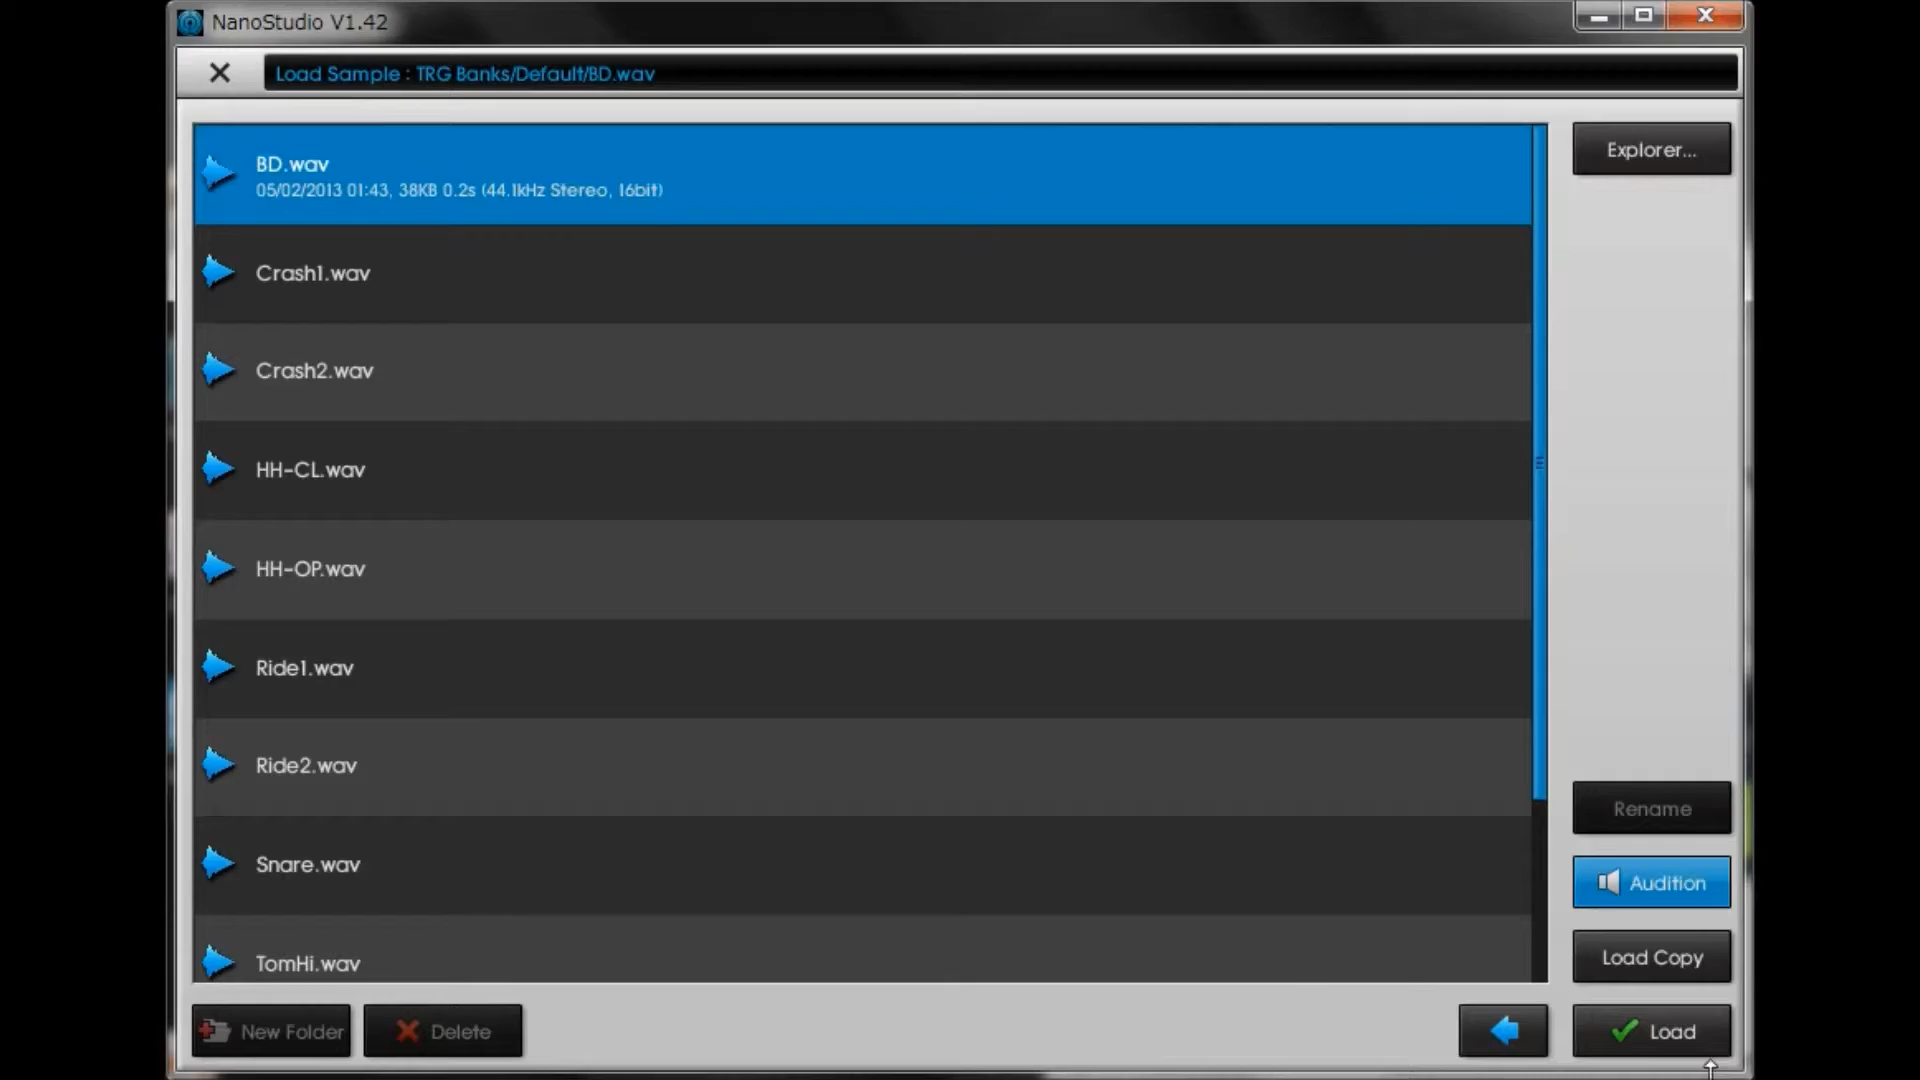 NanoStudio V1.42
Load Sample : TRG Banks/Default/BD.wav
BD.wav
05/02/2013 01:43, 38KB 0.2s (44.1kHz Stereo, 16bit)
Explorer...
Crash1.wav
Crash2.wav
HH-CL.wav
HH-OP.wav
Ride1.wav
Ride2.wav
Rename
Snare.wav
Audition
TomHi.wav
Load Copy
New Folder
Delete
Load